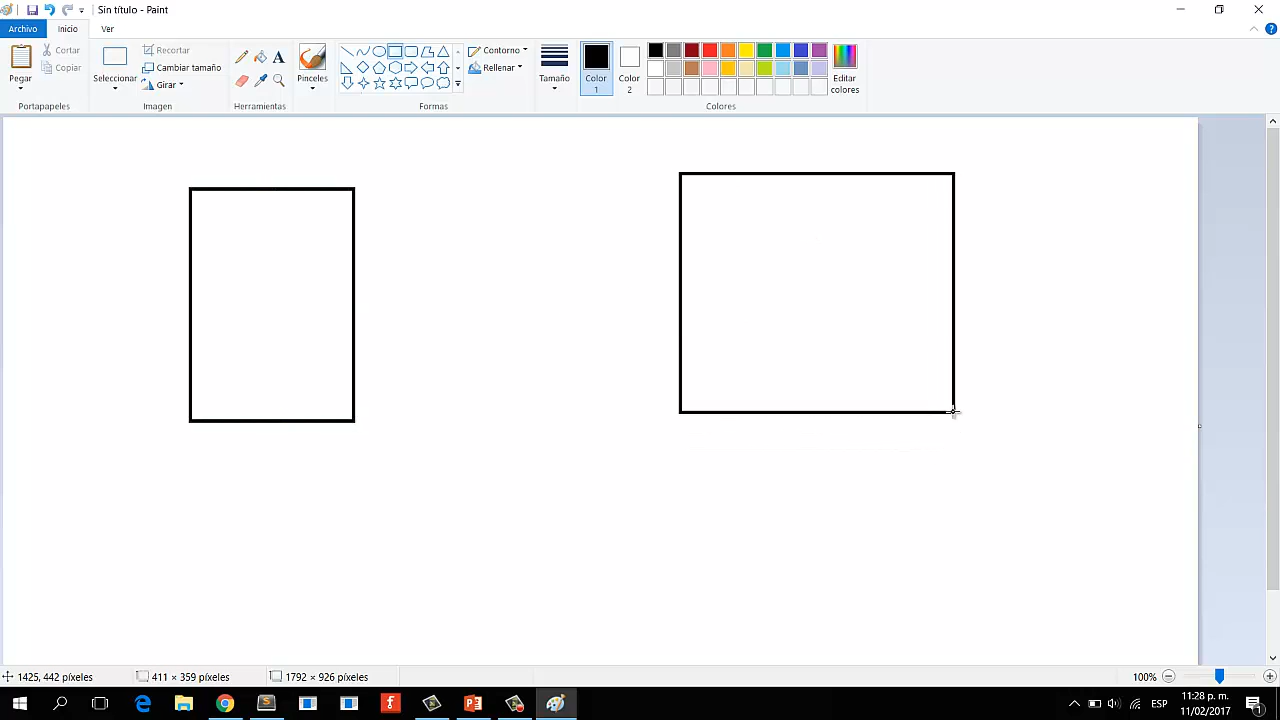 Sin título - Paint
Archivo Inicio Ver
Pegar
Cortar
Copiar
Portapapeles
Seleccionar
Recortar
Cambiar tamaño
Girar
Imagen
A
Herramientas
Pinceles
Contorno
Rellenar
Formas
Tamaño
Color 1
Color 2
Editar colores
Colores
1425, 442 píxeles 411 × 359 píxeles 1792 × 926 píxeles 100%
ESP 11:28 p. m.
11/02/2017